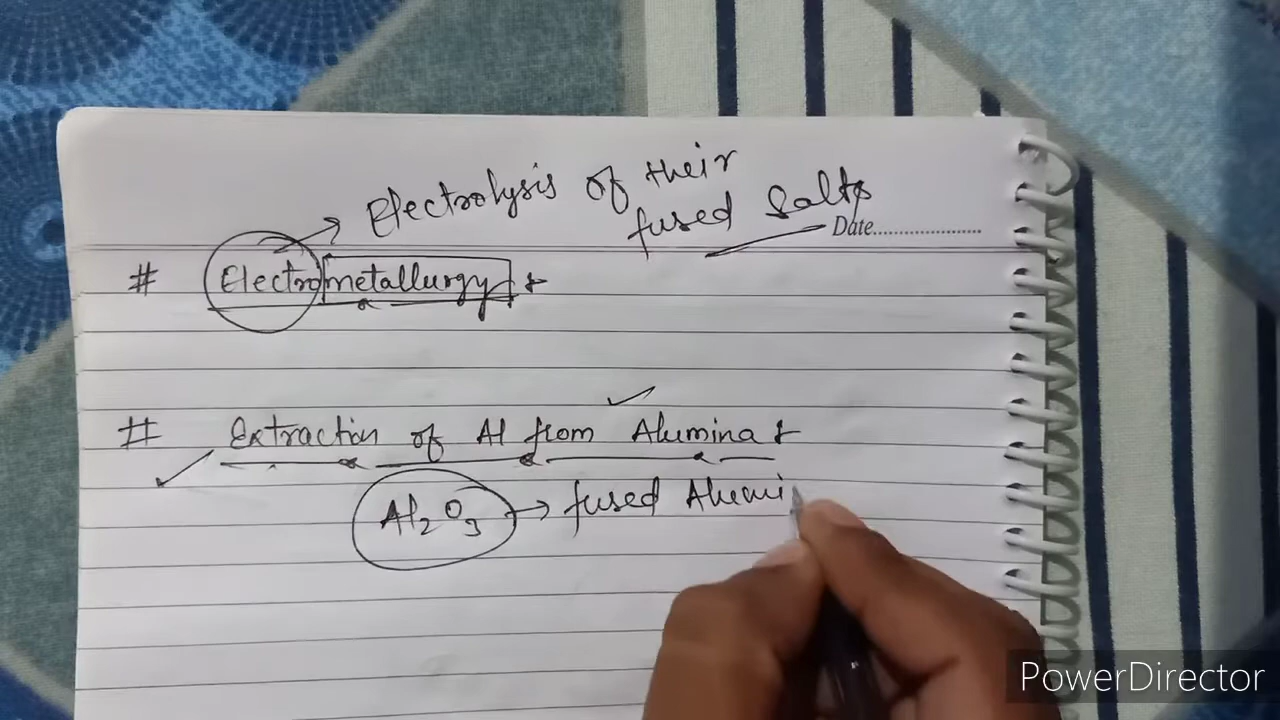 Electrolysis of their
fused Salts
Date
# Electrometallurgy
# Extraction of Al from Alumina
Al2O3 → fused Alumi
PowerDirector